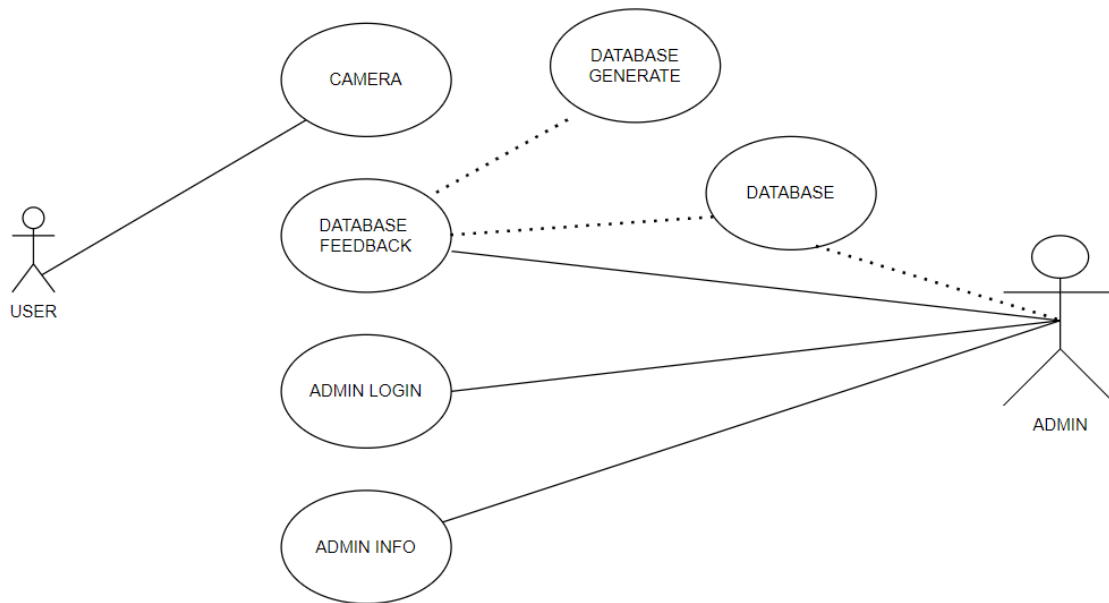 CAMERA
DATABASE
GENERATE
DATABASE
DATABASE
FEEDBACK
USER
ADMIN LOGIN
ADMIN
ADMIN INFO